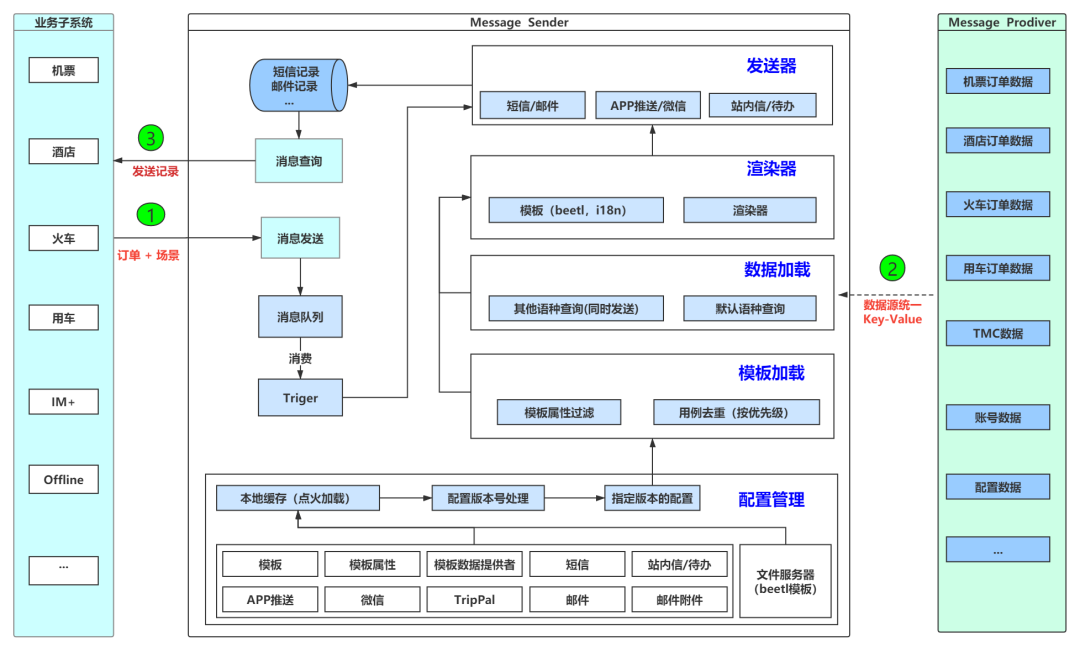 业务子系统
机票
酒店
火车
用车
IM+
Offline
...
3
发送记录
1
订单 + 场景
Message Sender
短信记录
邮件记录
...
消息查询
消息发送
消息队列
消费
Triger
发送器
短信/邮件
APP推送/微信
站内信/待办
渲染器
模板（beetl，i18n）
渲染器
数据加载
其他语种查询(同时发送)
默认语种查询
模板加载
模板属性过滤
用例去重（按优先级）
配置管理
本地缓存（点火加载）
配置版本号处理
指定版本的配置
模板
模板属性
模板数据提供者
短信
站内信/待办
APP推送
微信
TripPal
邮件
邮件附件
文件服务器
（beetl模板）
2
数据源统一
Key-Value
Message Prodiver
机票订单数据
酒店订单数据
火车订单数据
用车订单数据
TMC数据
账号数据
配置数据
...